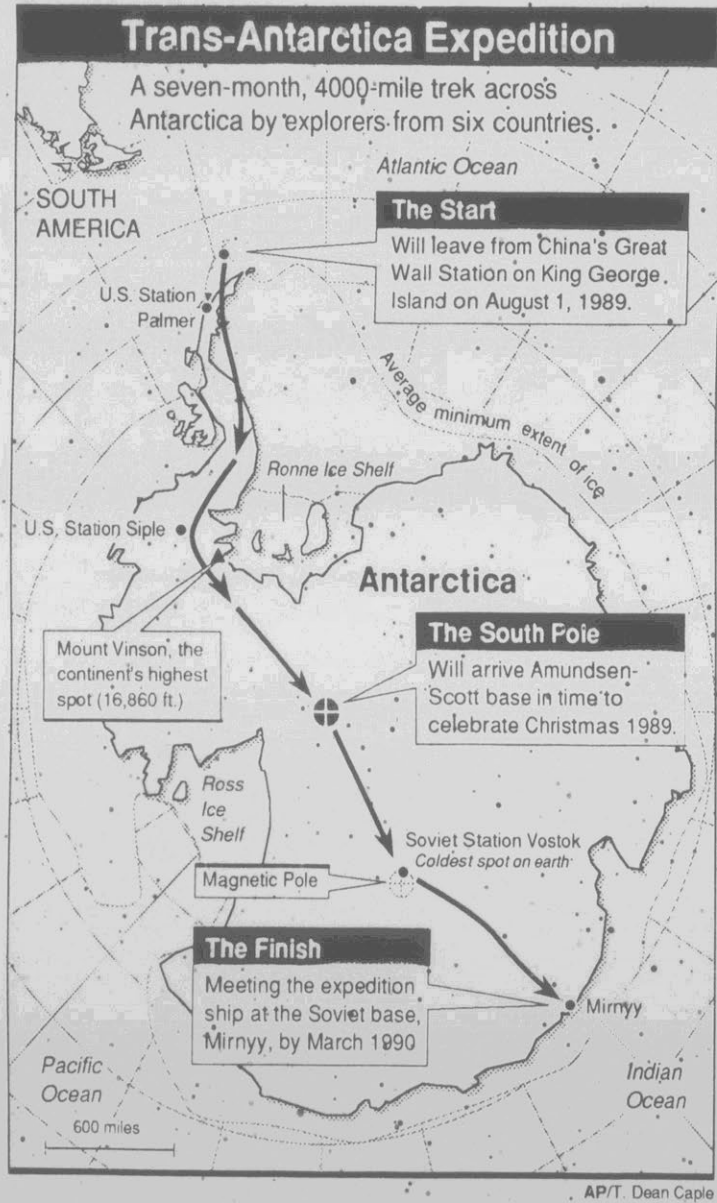 Trans-Antarctica Expedition
A seven-month, 4000-mile trek across
Antarctica by explorers from six countries.
Atlantic Ocean
SOUTH
AMERICA
The Start
Will leave from China's Great
Wall Station on King George
Island on August 1, 1989.
U.S. Station
Palmer
Average minimum extent of ice
Ronne Ice Shelf
U.S. Station Siple
Antarctica
Mount Vinson, the
continent's highest
spot (16,860 ft.)
The South Pole
Will arrive Amundsen-
Scott base in time to
celebrate Christmas 1989.
Ross
Ice
Shelf
Soviet Station Vostok
Coldest spot on earth
Magnetic Pole
The Finish
Meeting the expedition
ship at the Soviet base,
Mirnyy, by March 1990
Mirnyy
Pacific
Ocean
Indian
Ocean
600 miles
AP/T. Dean Caple